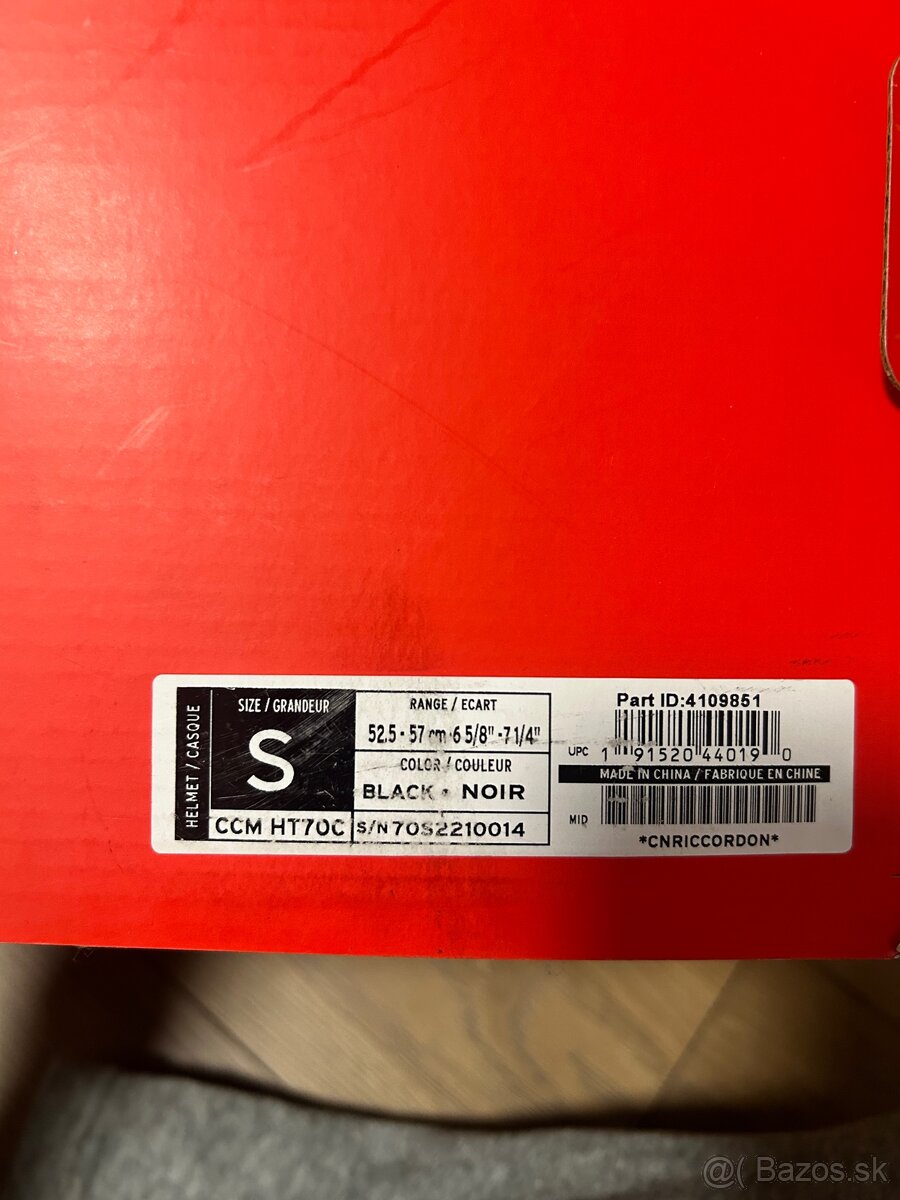 HELMET / CASQUE
SIZE / GRANDEUR
S
CCM HT70C
RANGE / ECART
52.5 - 57 cm 6 5/8" - 7 1/4"
COLOR / COULEUR
BLACK - NOIR
S/N 70S2210014
Part ID:4109851
UPC 1 91520 44019 0
MADE IN CHINA / FABRIQUE EN CHINE
MID
*CNRICCORDON*
@( Bazos.sk